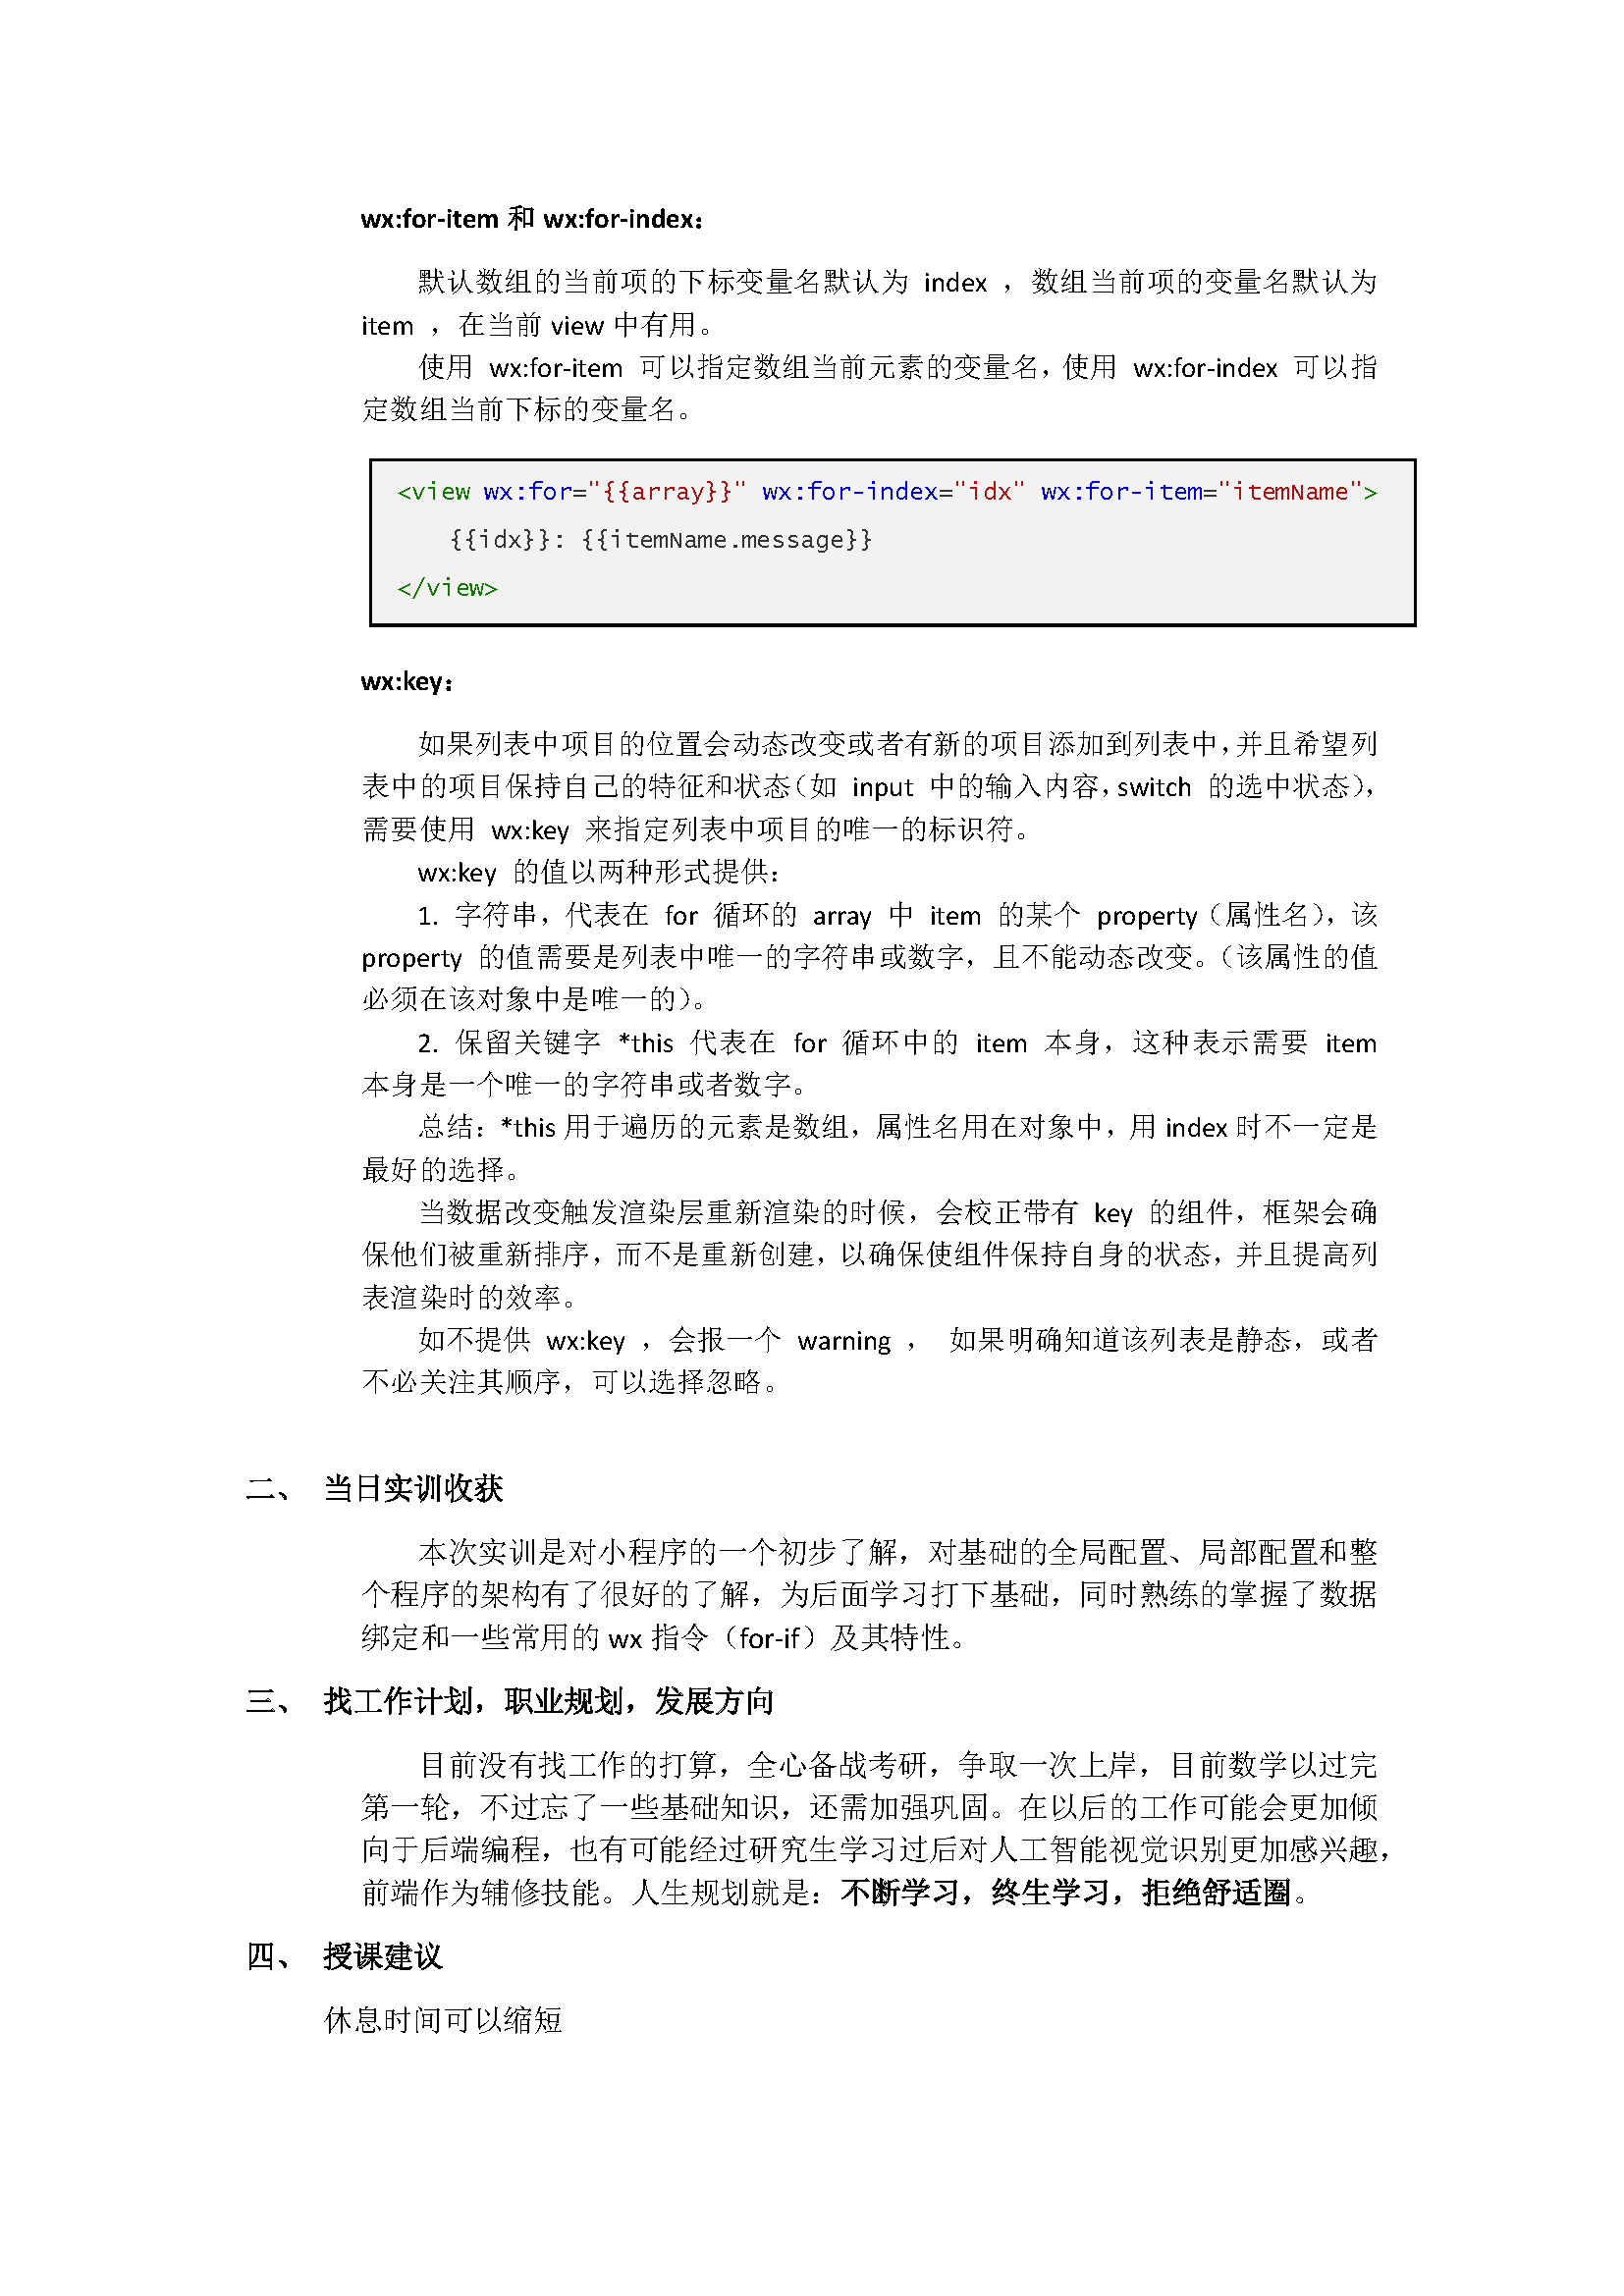 wx:for-item 和 wx:for-index：
默认数组的当前项的下标变量名默认为 index ，数组当前项的变量名默认为
item ，在当前 view 中有用。
使用 wx:for-item 可以指定数组当前元素的变量名，使用 wx:for-index 可以指
定数组当前下标的变量名。
<view wx:for="{{array}}" wx:for-index="idx" wx:for-item="itemName">
{{idx}}: {{itemName.message}}
</view>
wx:key：
如果列表中项目的位置会动态改变或者有新的项目添加到列表中，并且希望列
表中的项目保持自己的特征和状态（如 input 中的输入内容，switch 的选中状态），
需要使用 wx:key 来指定列表中项目的唯一的标识符。
wx:key 的值以两种形式提供：
1. 字符串，代表在 for 循环的 array 中 item 的某个 property（属性名），该
property 的值需要是列表中唯一的字符串或数字，且不能动态改变。（该属性的值
必须在该对象中是唯一的）。
2. 保留关键字 *this 代表在 for 循环中的 item 本身，这种表示需要 item
本身是一个唯一的字符串或者数字。
总结：*this 用于遍历的元素是数组，属性名用在对象中，用 index 时不一定是
最好的选择。
当数据改变触发渲染层重新渲染的时候，会校正带有 key 的组件，框架会确
保他们被重新排序，而不是重新创建，以确保使组件保持自身的状态，并且提高列
表渲染时的效率。
如不提供 wx:key ，会报一个 warning ， 如果明确知道该列表是静态，或者
不必关注其顺序，可以选择忽略。
二、 当日实训收获
本次实训是对小程序的一个初步了解，对基础的全局配置、局部配置和整
个程序的架构有了很好的了解，为后面学习打下基础，同时熟练的掌握了数据
绑定和一些常用的 wx 指令（for-if）及其特性。
三、 找工作计划，职业规划，发展方向
目前没有找工作的打算，全心备战考研，争取一次上岸，目前数学以过完
第一轮，不过忘了一些基础知识，还需加强巩固。在以后的工作可能会更加倾
向于后端编程，也有可能经过研究生学习过后对人工智能视觉识别更加感兴趣，
前端作为辅修技能。人生规划就是：不断学习，终生学习，拒绝舒适圈。
四、 授课建议
休息时间可以缩短